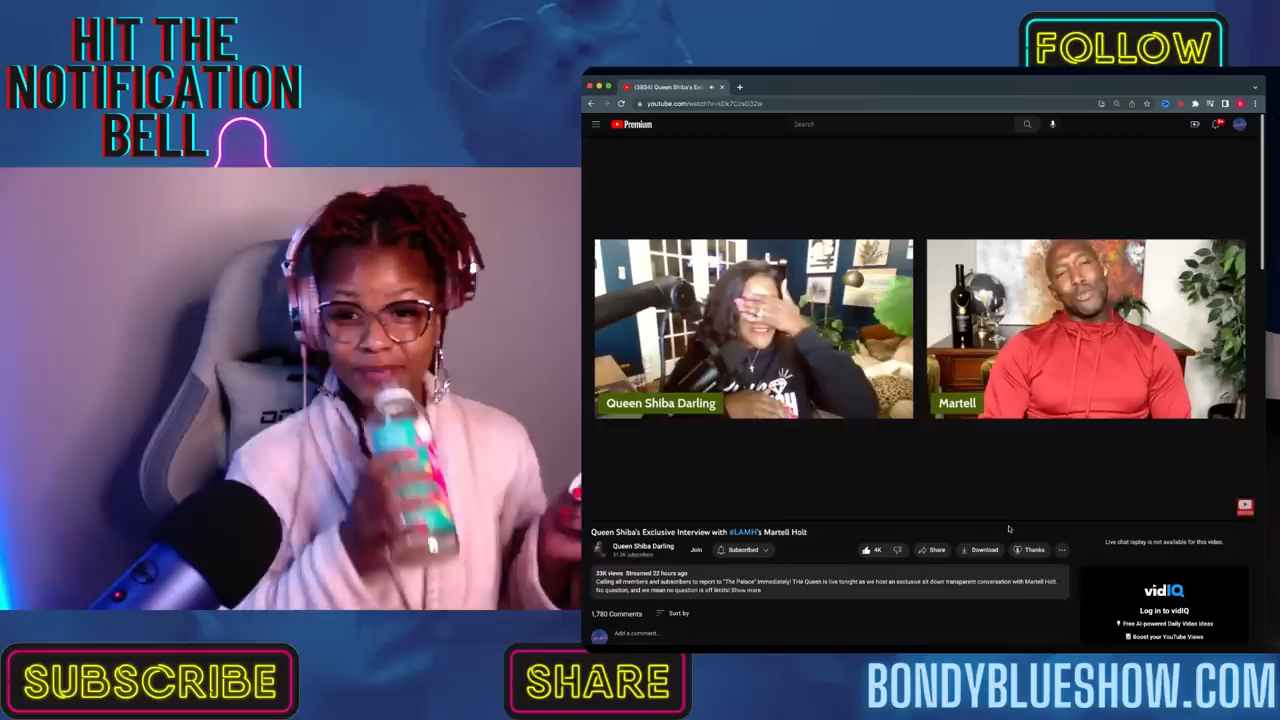 HIT THE
NOTIFICATION
BELL
FOLLOW
(3834) Queen Shiba's Exc
youtube.com/watch?v=kDk7CzsG32w
Premium
Search
9+
Queen Shiba Darling
Martell
Queen Shiba's Exclusive Interview with #LAMH's Martell Holt
Queen Shiba Darling
Join
Subscribed
4K
Share
Download
Thanks
Live chat replay is not available for this video.
33K views Streamed 22 hours ago
Calling all members and subscribers to report to "The Palace" immediately! THe Queen is live tonight as we host an exclusive sit down transparent conversation with Martell Holt.
No question, and we mean no question is off limits! Show more
1,780 Comments
Sort by
Add a comment...
vidIQ
Log in to vidIQ
Free AI-powered Daily Video Ideas
Boost your YouTube Views
SUBSCRIBE
SHARE
BONDYBLUESHOW.COM